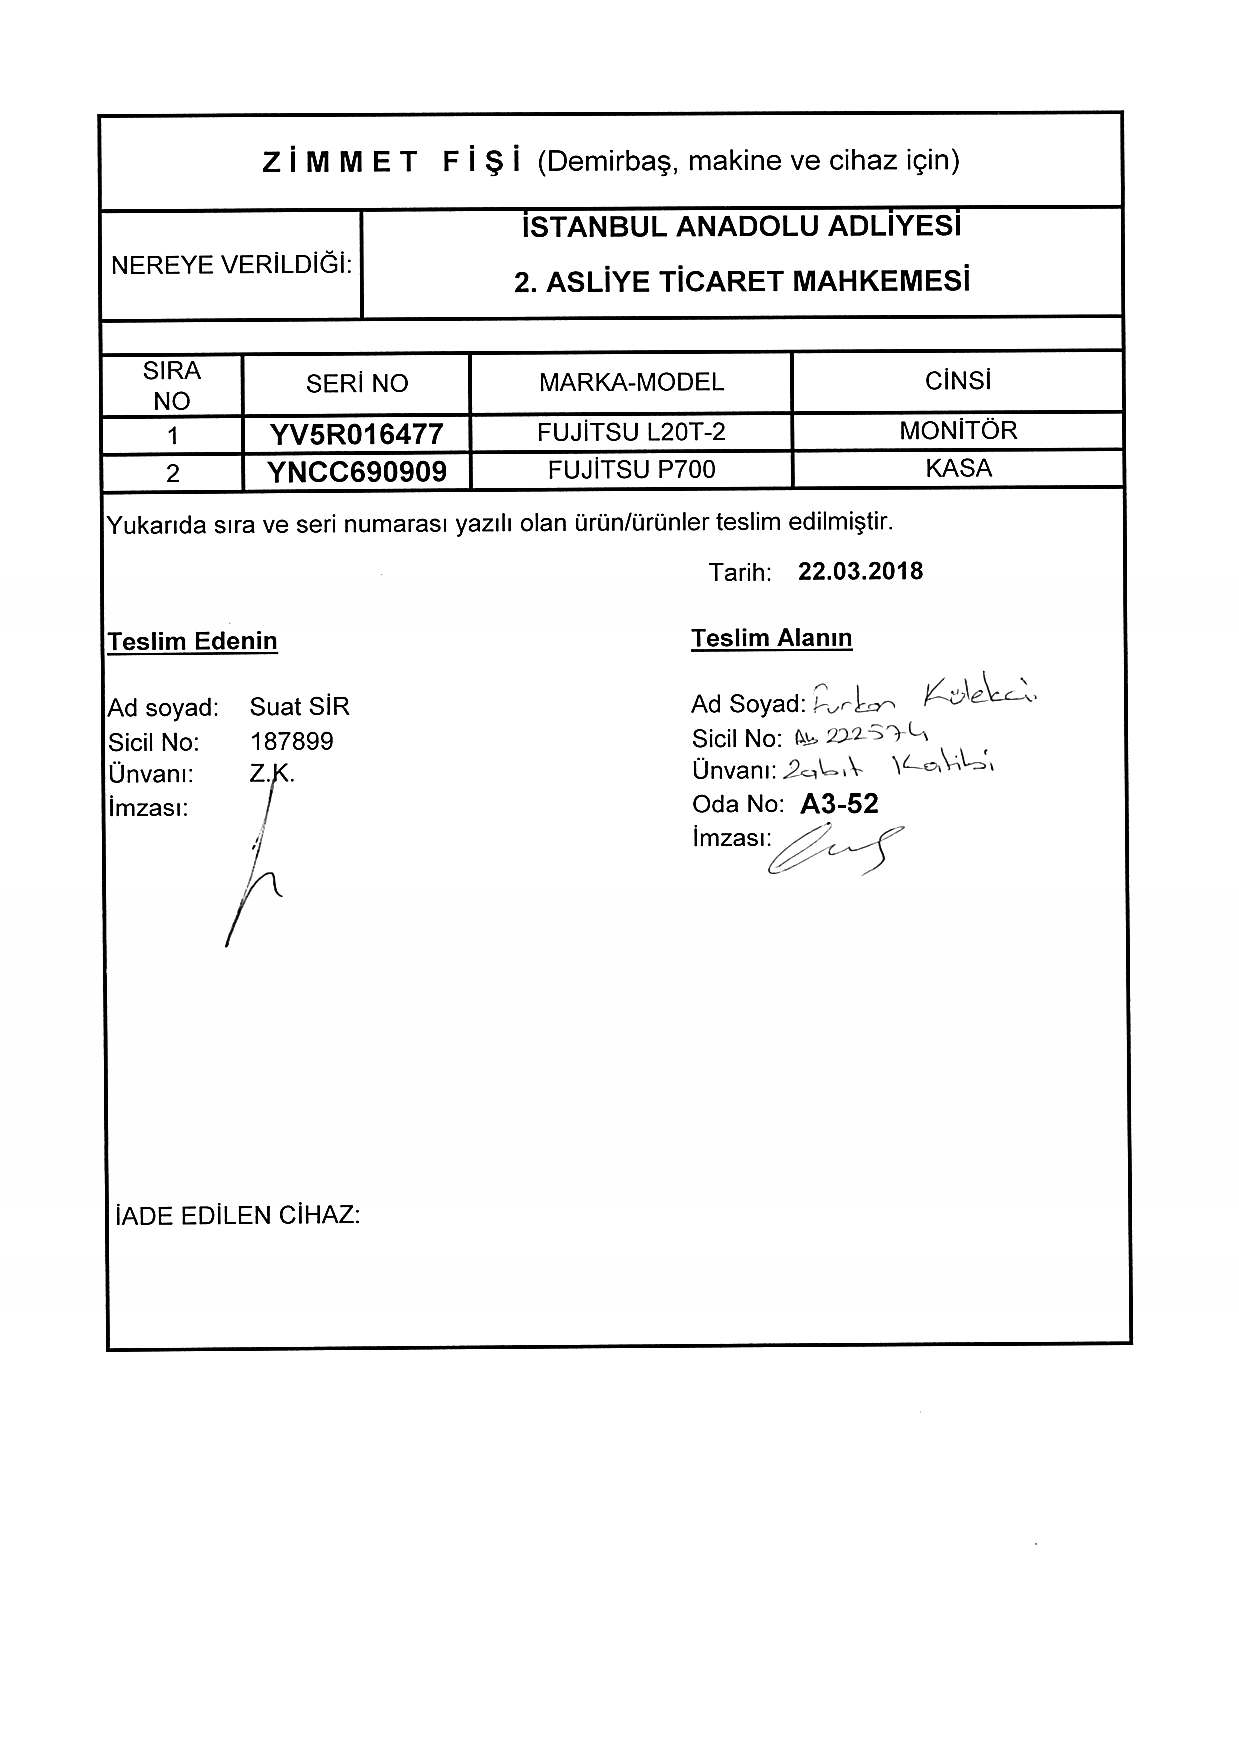 ZİMMET FİŞİ (Demirbaş, makine ve cihaz için)
NEREYE VERİLDİĞİ:
İSTANBUL ANADOLU ADLİYESİ
2. ASLİYE TİCARET MAHKEMESİ
SIRA NO SERİ NO MARKA-MODEL CİNSİ
1 YV5R016477 FUJİTSU L20T-2 MONİTÖR
2 YNCC690909 FUJİTSU P700 KASA
Yukarıda sıra ve seri numarası yazılı olan ürün/ürünler teslim edilmiştir.
Tarih: 22.03.2018
Teslim Edenin
Ad soyad: Suat SİR
Sicil No: 187899
Ünvanı: Z.K.
İmzası:
Teslim Alanın
Ad Soyad: Furkan Külekci
Sicil No: Ab 222574
Ünvanı: Zabıt Katibi
Oda No: A3-52
İmzası:
İADE EDİLEN CİHAZ: